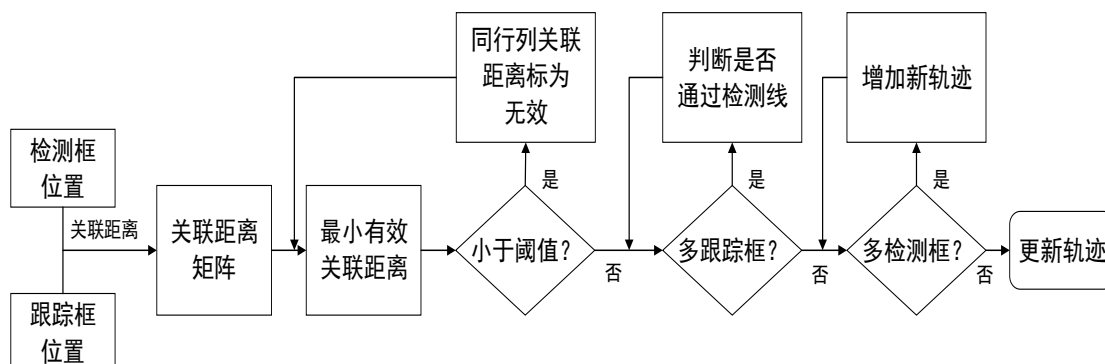 检测框
位置
跟踪框
位置
关联距离
关联距离
矩阵
最小有效
关联距离
同行列关联
距离标为
无效
是
小于阈值？
否
判断是否
通过检测线
是
多跟踪框？
否
增加新轨迹
是
多检测框？
否
更新轨迹